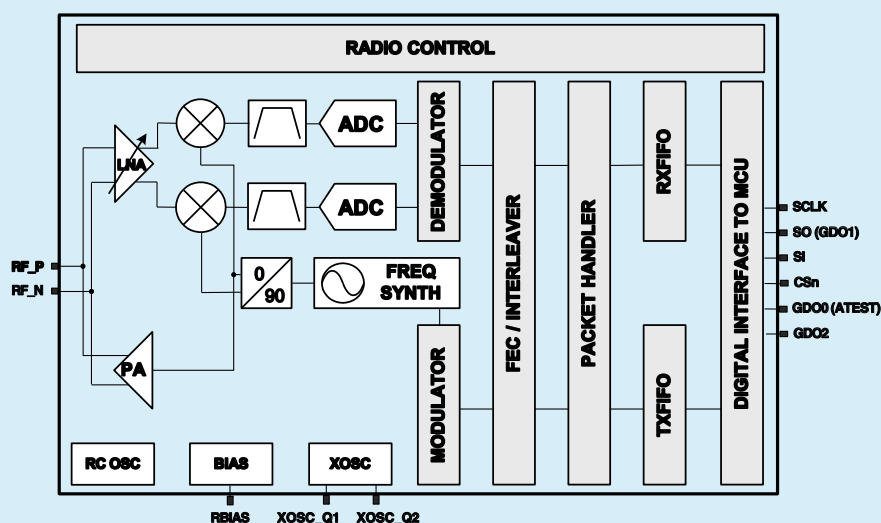 RADIO CONTROL
LNA
ADC
ADC
DEMODULATOR
FEC / INTERLEAVER
PACKET HANDLER
RXFIFO
DIGITAL INTERFACE TO MCU
SCLK
SO (GDO1)
SI
CSn
GDO0 (ATEST)
GDO2
RF_P
RF_N
0
90
FREQ
SYNTH
PA
MODULATOR
TXFIFO
RC OSC
BIAS
XOSC
RBIAS
XOSC_Q1
XOSC_Q2